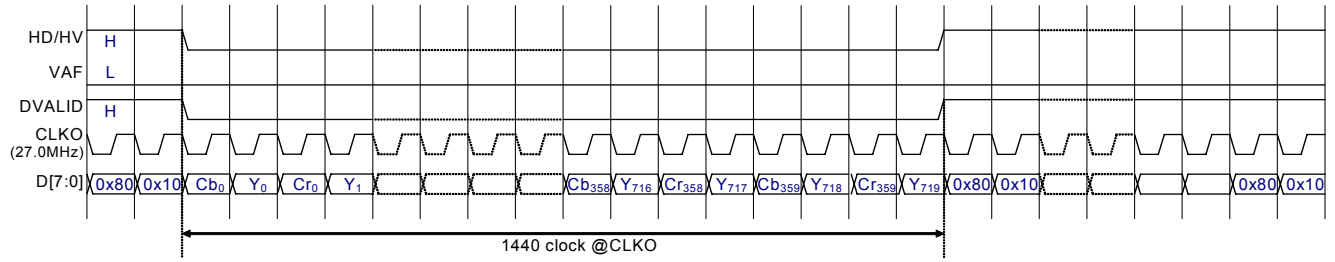 HD/HV H
VAF L
DVALID H
CLKO
(27.0MHz)
D[7:0] 0x80 0x10 Cb₀ Y₀ Cr₀ Y₁ Cb₃₅₈ Y₇₁₆ Cr₃₅₈ Y₇₁₇ Cb₃₅₉ Y₇₁₈ Cr₃₅₉ Y₇₁₉ 0x80 0x10 0x80 0x10
1440 clock @CLKO